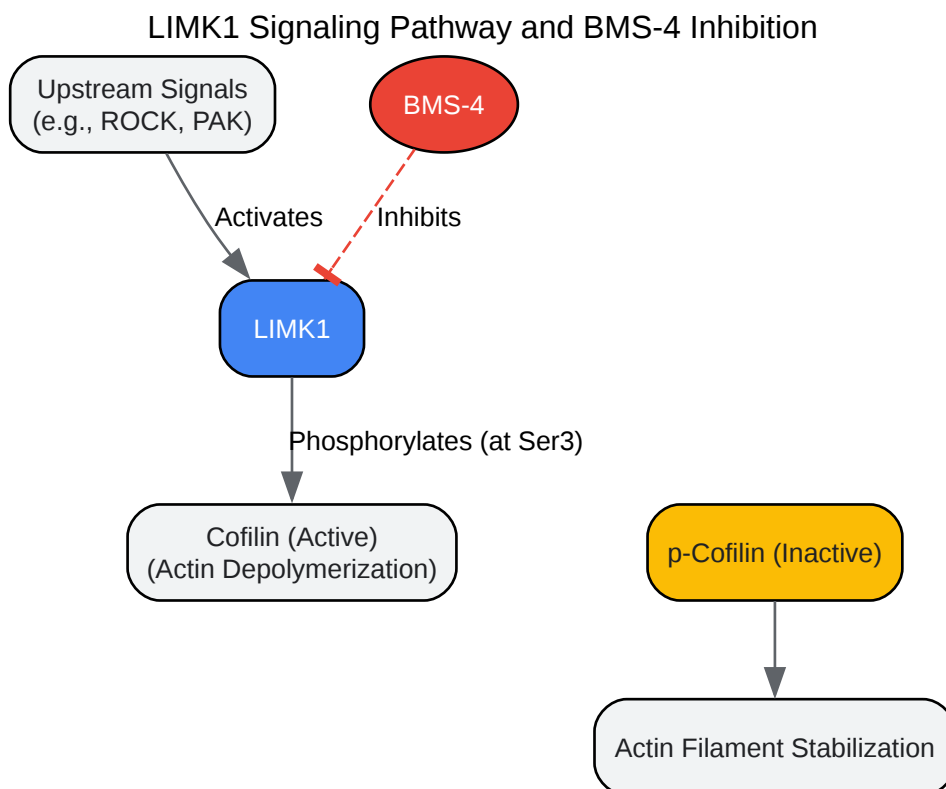 LIMK1 Signaling Pathway and BMS-4 Inhibition
Upstream Signals
(e.g., ROCK, PAK)
BMS-4
Activates
Inhibits
LIMK1
Phosphorylates (at Ser3)
Cofilin (Active)
(Actin Depolymerization)
p-Cofilin (Inactive)
Actin Filament Stabilization